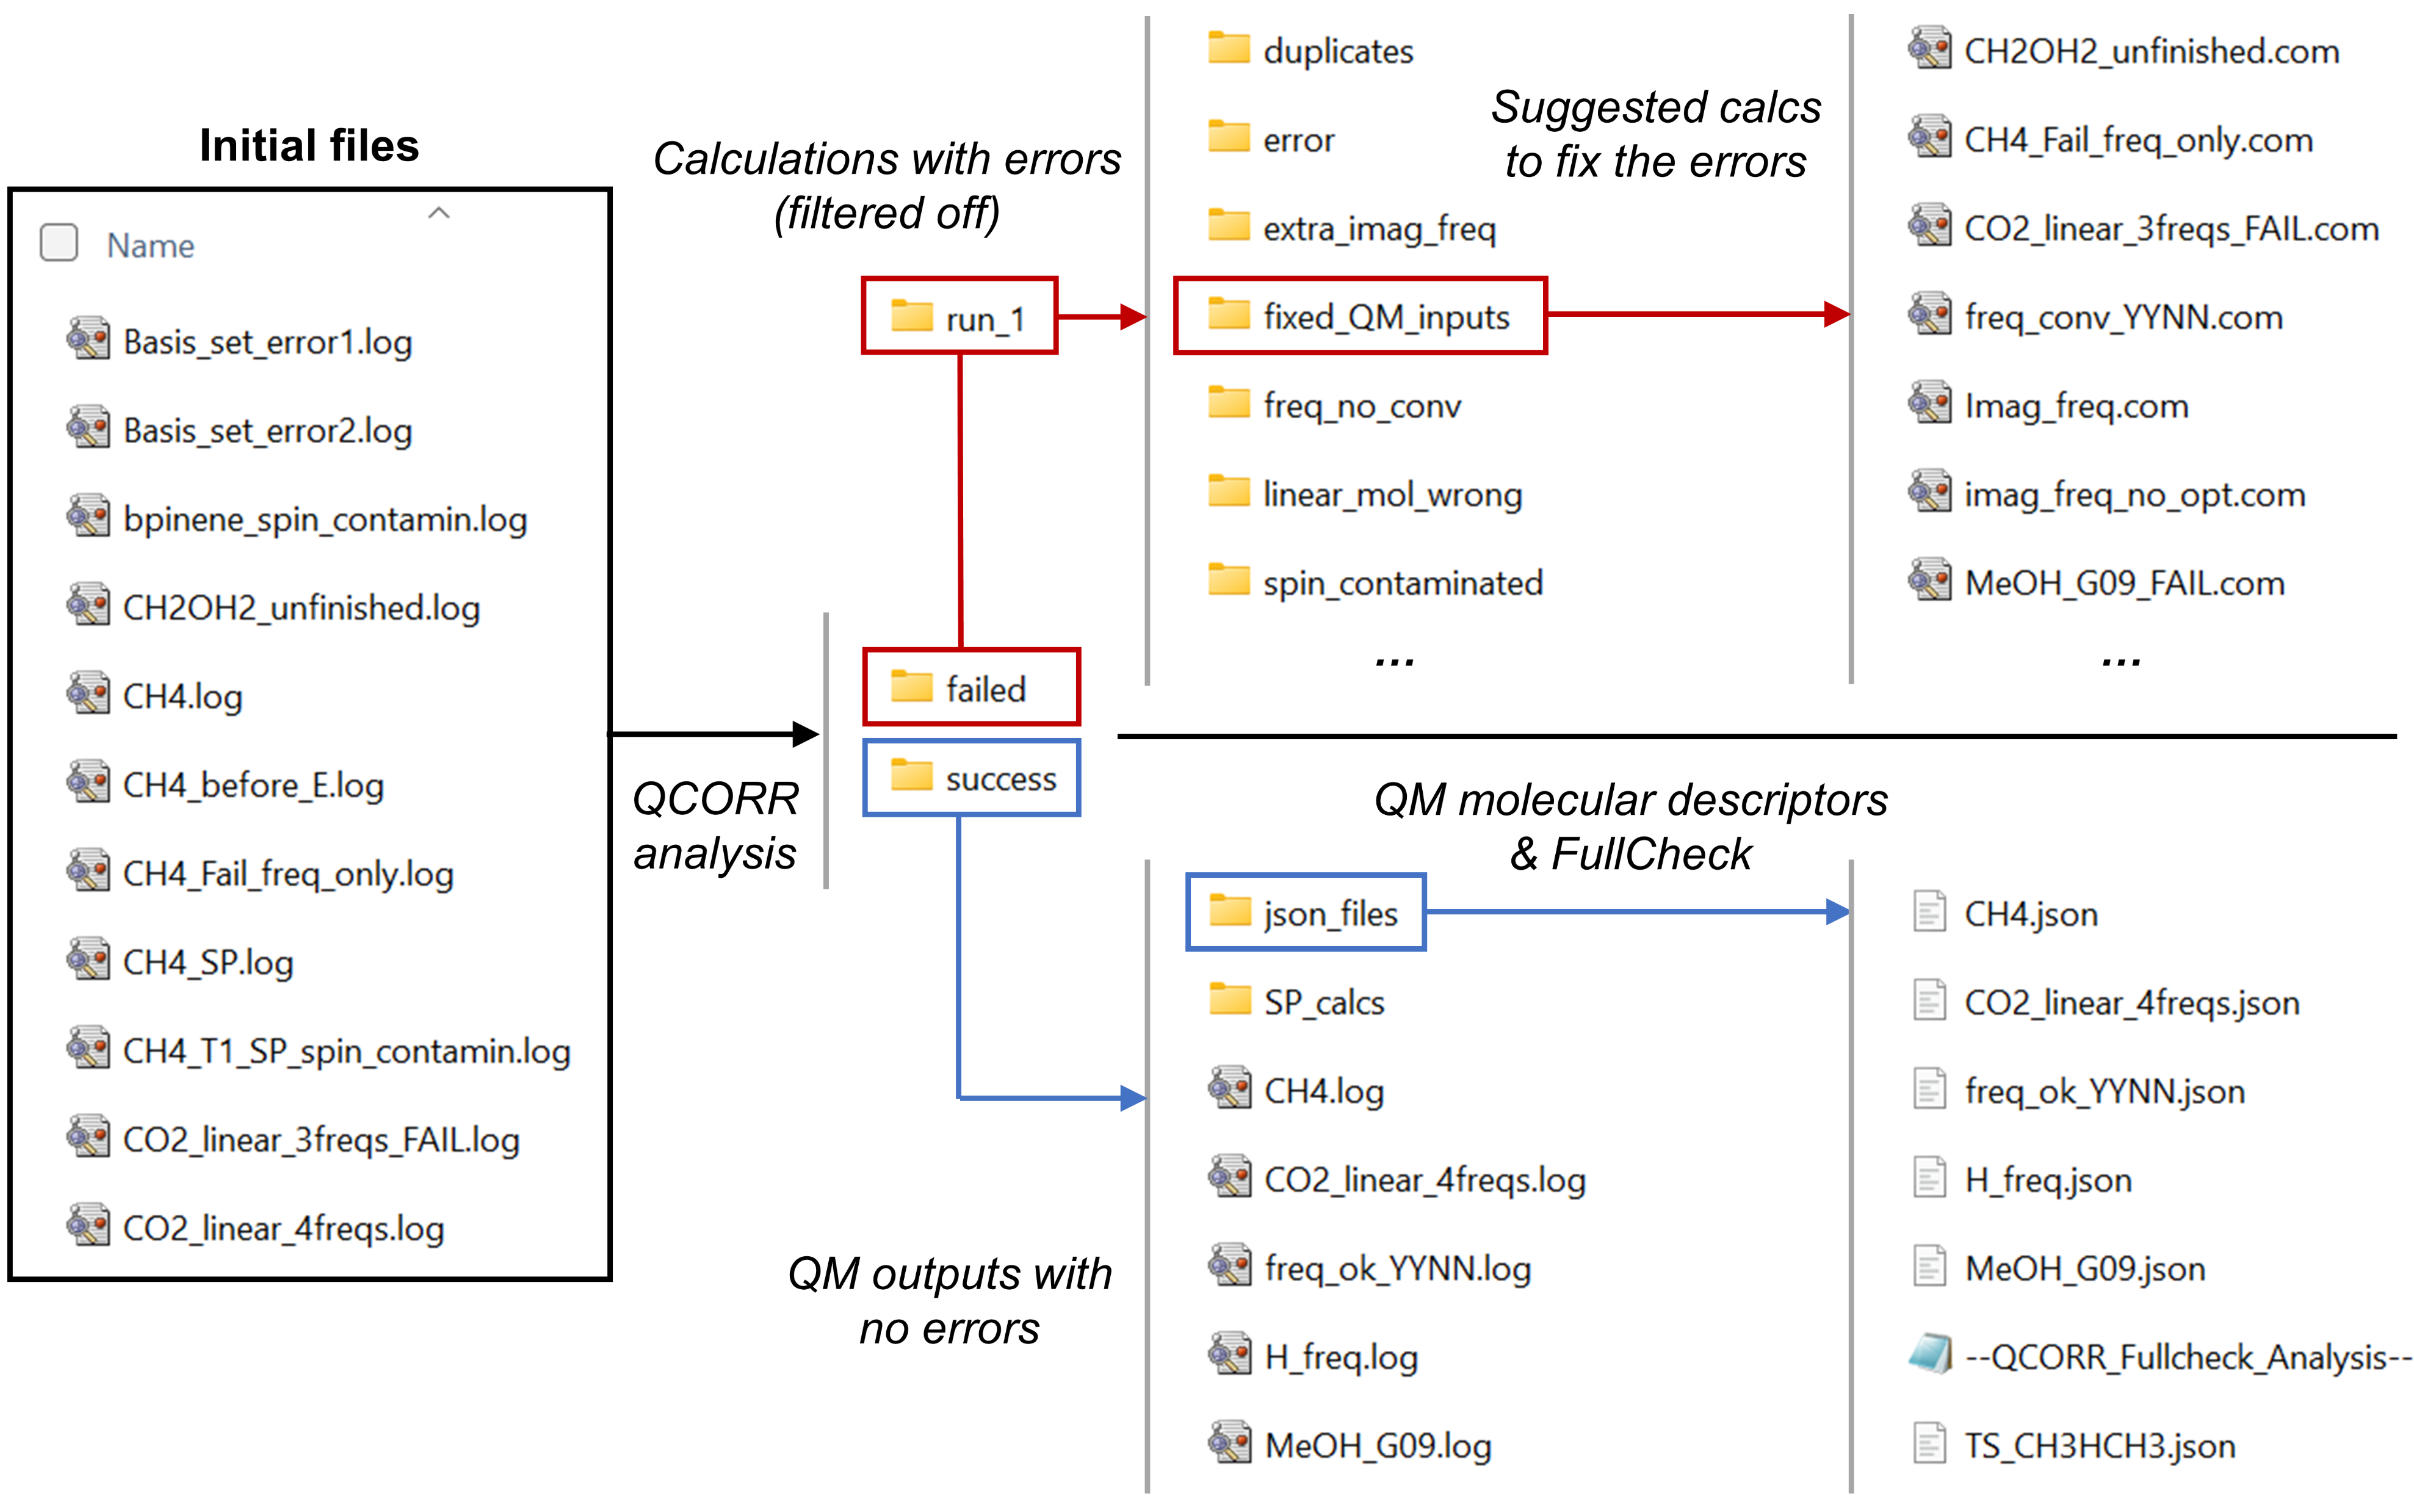 Initial files
Name
Basis_set_error1.log
Basis_set_error2.log
bpinene_spin_contamin.log
CH2OH2_unfinished.log
CH4.log
CH4_before_E.log
CH4_Fail_freq_only.log
CH4_SP.log
CH4_T1_SP_spin_contamin.log
CO2_linear_3freqs_FAIL.log
CO2_linear_4freqs.log
QCORR
analysis
Calculations with errors
(filtered off)
run_1
failed
success
QM outputs with
no errors
duplicates
error
extra_imag_freq
fixed_QM_inputs
freq_no_conv
linear_mol_wrong
spin_contaminated
...
Suggested calcs
to fix the errors
CH2OH2_unfinished.com
CH4_Fail_freq_only.com
CO2_linear_3freqs_FAIL.com
freq_conv_YYNN.com
Imag_freq.com
imag_freq_no_opt.com
MeOH_G09_FAIL.com
...
QM molecular descriptors
& FullCheck
json_files
SP_calcs
CH4.log
CO2_linear_4freqs.log
freq_ok_YYNN.log
H_freq.log
MeOH_G09.log
CH4.json
CO2_linear_4freqs.json
freq_ok_YYNN.json
H_freq.json
MeOH_G09.json
--QCORR_Fullcheck_Analysis--
TS_CH3HCH3.json